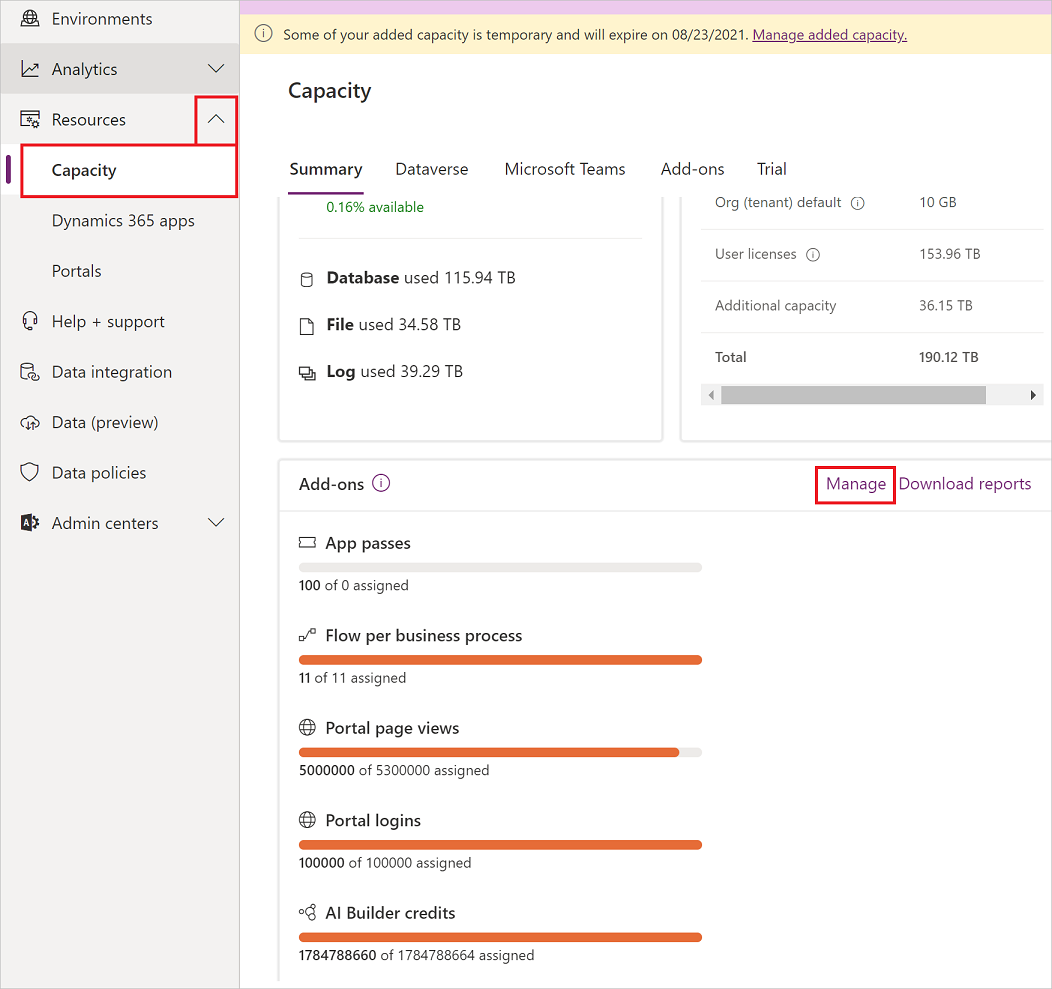 Environments
Analytics
Resources
Capacity
Dynamics 365 apps
Portals
Help + support
Data integration
Data (preview)
Data policies
Admin centers
Some of your added capacity is temporary and will expire on 08/23/2021. Manage added capacity.
Capacity
Summary Dataverse Microsoft Teams Add-ons Trial
0.16% available
Database used 115.94 TB
File used 34.58 TB
Log used 39.29 TB
Org (tenant) default 10 GB
User licenses 153.96 TB
Additional capacity 36.15 TB
Total 190.12 TB
Add-ons Manage Download reports
App passes
100 of 0 assigned
Flow per business process
11 of 11 assigned
Portal page views
5000000 of 5300000 assigned
Portal logins
100000 of 100000 assigned
AI Builder credits
1784788660 of 1784788664 assigned